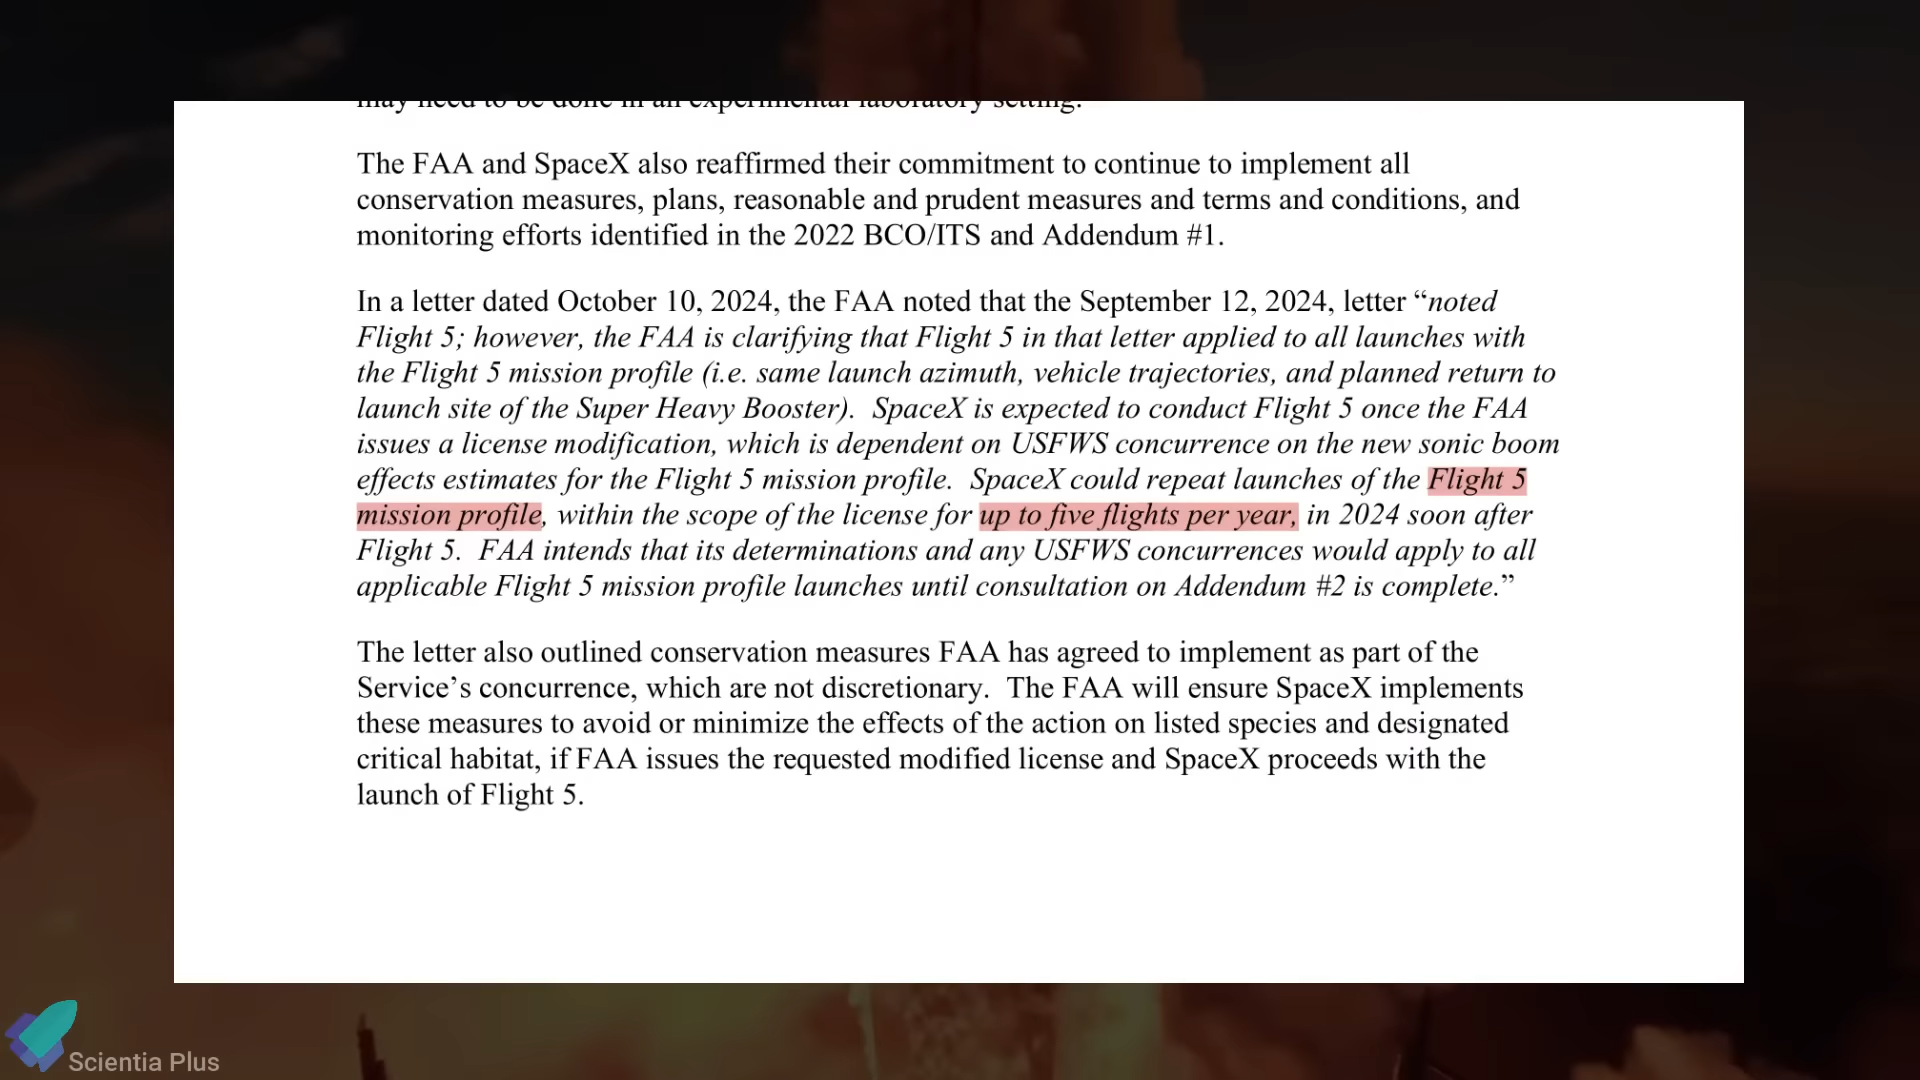 may need to be done in an experimental laboratory setting.
The FAA and SpaceX also reaffirmed their commitment to continue to implement all
conservation measures, plans, reasonable and prudent measures and terms and conditions, and
monitoring efforts identified in the 2022 BCO/ITS and Addendum #1.
In a letter dated October 10, 2024, the FAA noted that the September 12, 2024, letter “noted
Flight 5; however, the FAA is clarifying that Flight 5 in that letter applied to all launches with
the Flight 5 mission profile (i.e. same launch azimuth, vehicle trajectories, and planned return to
launch site of the Super Heavy Booster).  SpaceX is expected to conduct Flight 5 once the FAA
issues a license modification, which is dependent on USFWS concurrence on the new sonic boom
effects estimates for the Flight 5 mission profile.  SpaceX could repeat launches of the Flight 5
mission profile, within the scope of the license for up to five flights per year, in 2024 soon after
Flight 5.  FAA intends that its determinations and any USFWS concurrences would apply to all
applicable Flight 5 mission profile launches until consultation on Addendum #2 is complete.”
The letter also outlined conservation measures FAA has agreed to implement as part of the
Service’s concurrence, which are not discretionary.  The FAA will ensure SpaceX implements
these measures to avoid or minimize the effects of the action on listed species and designated
critical habitat, if FAA issues the requested modified license and SpaceX proceeds with the
launch of Flight 5.
Scientia Plus